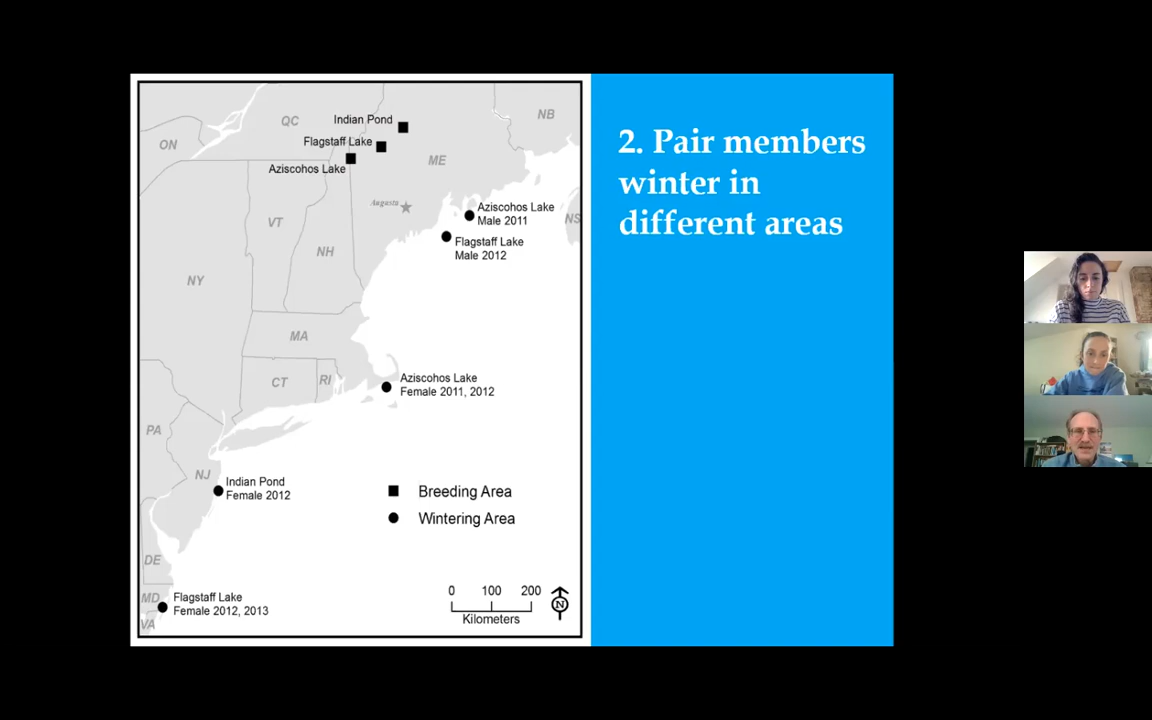 QC
NB
ON
Indian Pond
Flagstaff Lake
Aziscohos Lake
ME
Augusta
Aziscohos Lake
Male 2011
NS
VT
NH
Flagstaff Lake
Male 2012
NY
MA
CT
RI
Aziscohos Lake
Female 2011, 2012
PA
NJ
Indian Pond
Female 2012
Breeding Area
Wintering Area
DE
MD
VA
Flagstaff Lake
Female 2012, 2013
0 100 200
Kilometers
N
2. Pair members
winter in
different areas